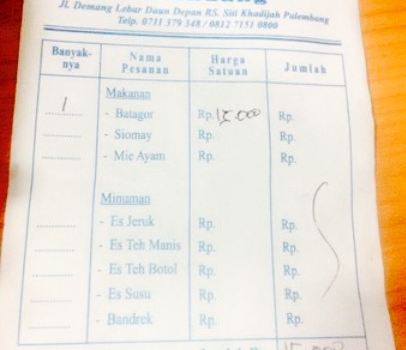 JL Demang Lebar Daun Depan RS. Siti Khadijah Palembang
Telp. 0711 379 348 / 0812 7151 0800
Banyak-nya Nama Pesanan Harga Satuan Jumlah
Makanan
1 - Batagor Rp. 15.000 Rp.
- Siomay Rp. Rp.
- Mie Ayam Rp. Rp.
Minuman
- Es Jeruk Rp. Rp.
- Es Teh Manis Rp. Rp.
- Es Teh Botol Rp. Rp.
- Es Susu Rp. Rp.
- Bandrek Rp. Rp.
15.000